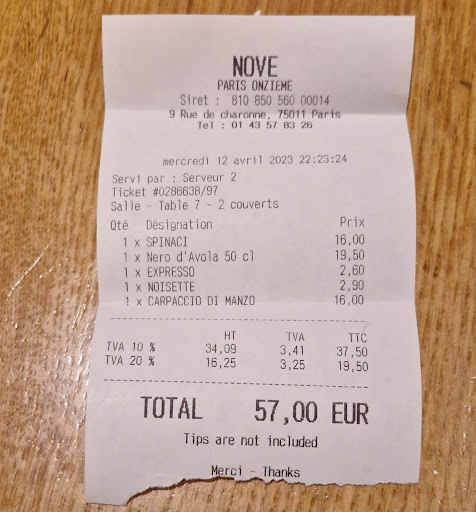 NOVE
PARIS ONZIEME
Siret : 810 850 560 00014
9 Rue de charonne, 75011 Paris
Tel : 01 43 57 83 26
mercredi 12 avril 2023 22:23:24
Servi par : Serveur 2
Ticket #0286638/97
Salle - Table 7 - 2 couverts
Qté Désignation Prix
1 x SPINACI 16,00
1 x Nero d'Avola 50 cl 19,50
1 x EXPRESSO 2,60
1 x NOISETTE 2,90
1 x CARPACCIO DI MANZO 16,00
HT TVA TTC
TVA 10 % 34,09 3,41 37,50
TVA 20 % 16,25 3,25 19,50
TOTAL 57,00 EUR
Tips are not included
Merci - Thanks